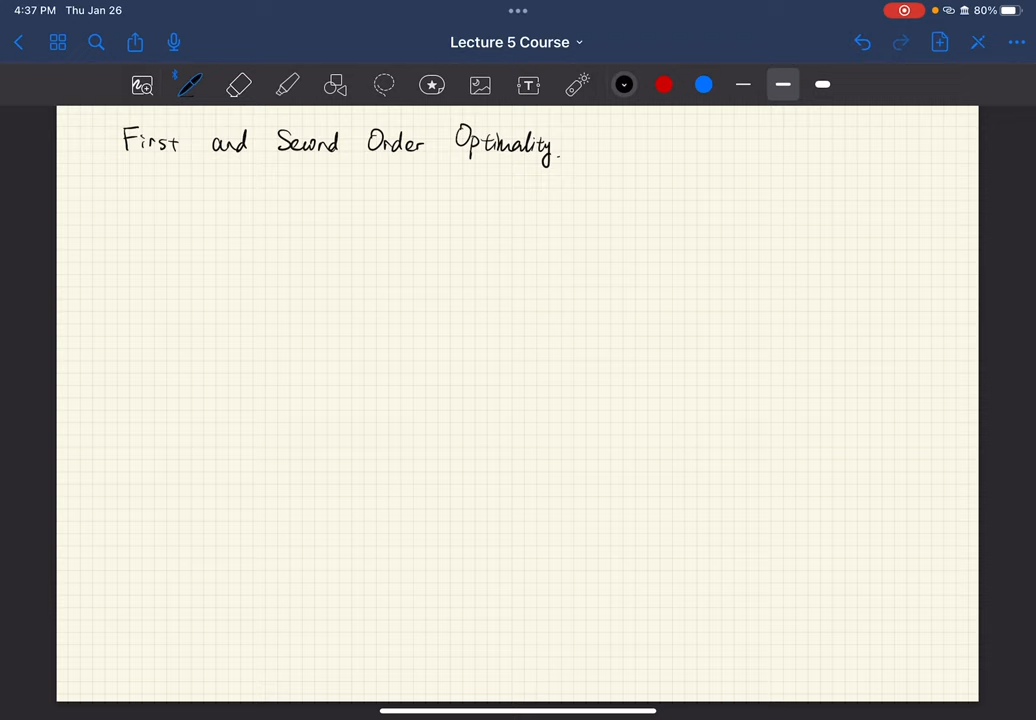 4:37 PM Thu Jan 26
80%
Lecture 5 Course
T
First and Second Order Optimality.